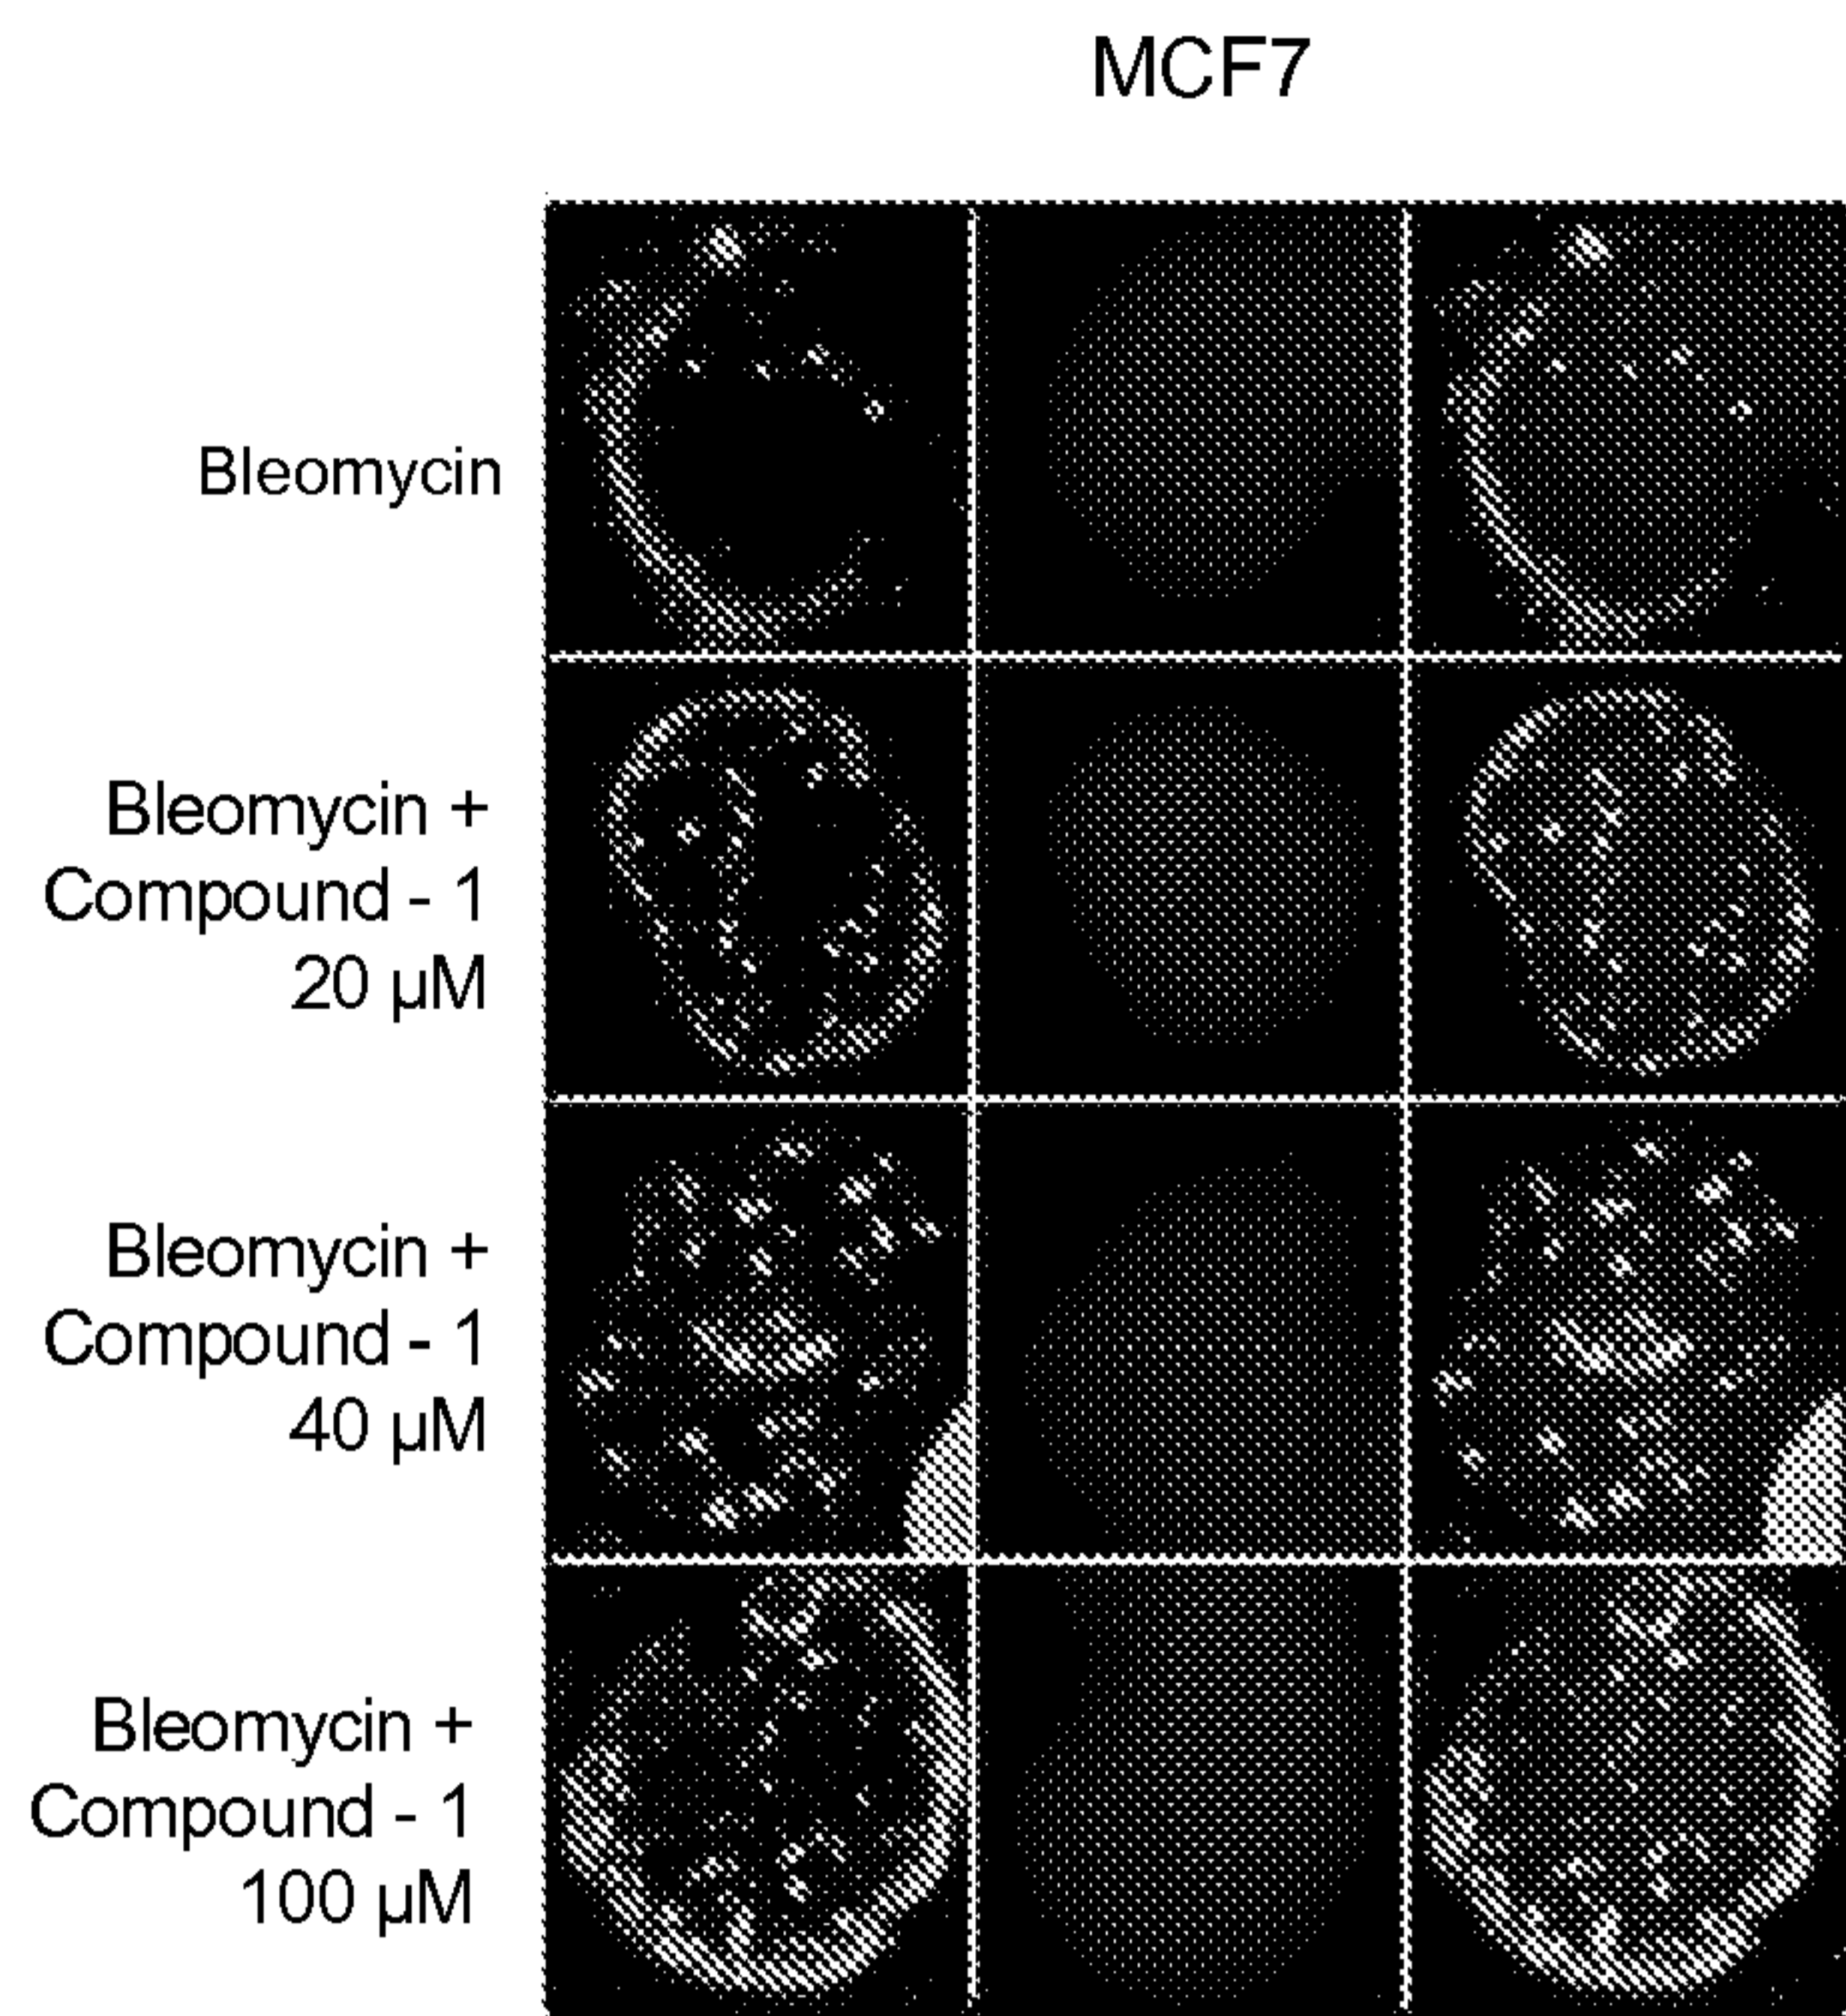 MCF7
Bleomycin
Bleomycin +
Compound - 1
20 µM
Bleomycin +
Compound - 1
40 µM
Bleomycin +
Compound - 1
100 µM